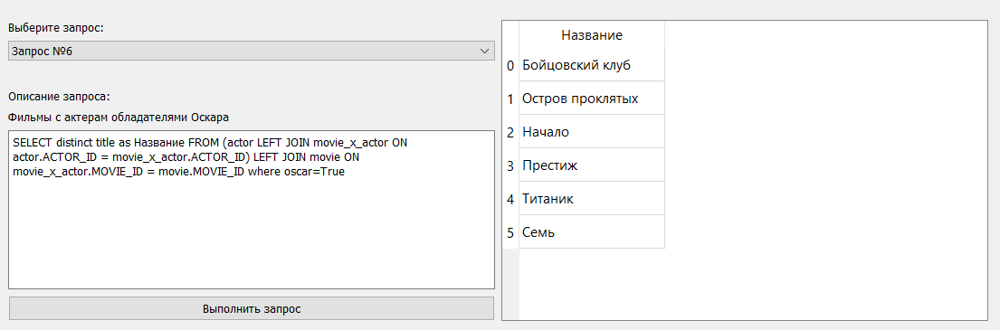 Выберите запрос:
Запрос №6
Описание запроса:
Фильмы с актерам обладателями Оскара
SELECT distinct title as Название FROM (actor LEFT JOIN movie_x_actor ON
actor.ACTOR_ID = movie_x_actor.ACTOR_ID) LEFT JOIN movie ON
movie_x_actor.MOVIE_ID = movie.MOVIE_ID where oscar=True
Выполнить запрос
Название
0 Бойцовский клуб
1 Остров проклятых
2 Начало
3 Престиж
4 Титаник
5 Семь